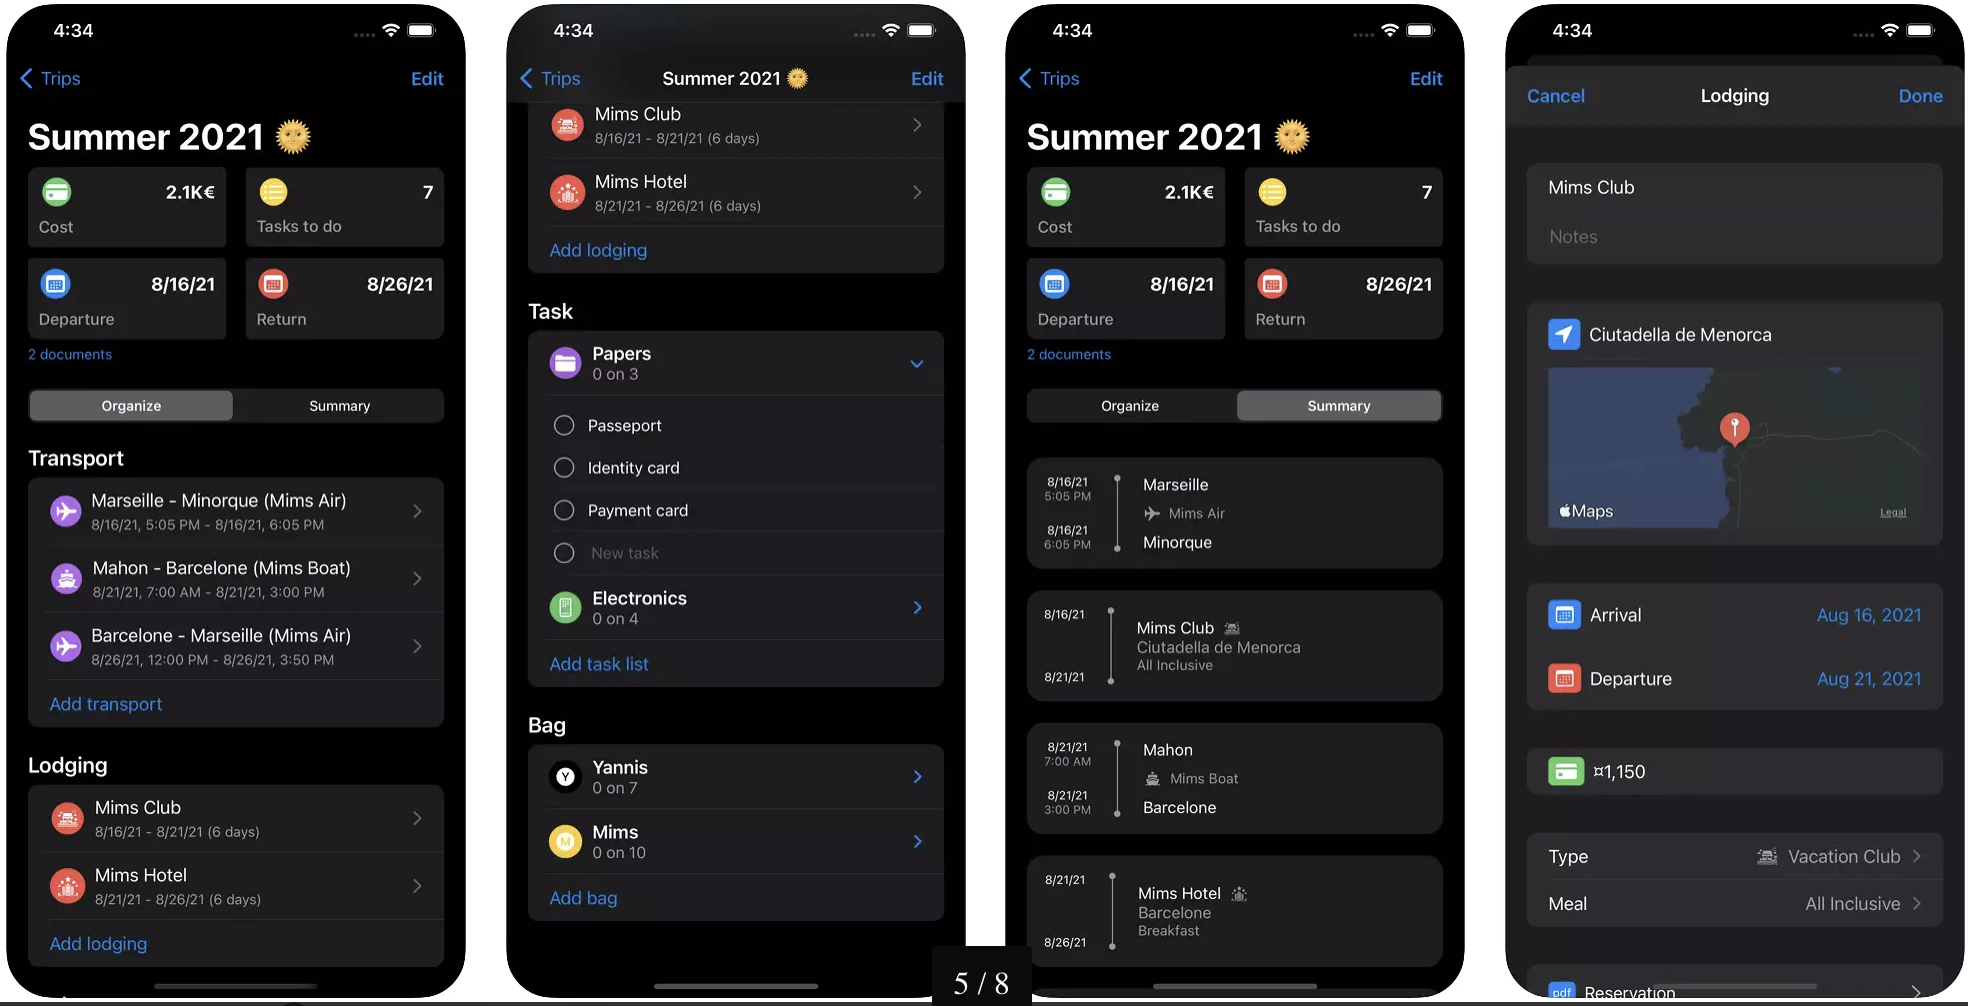 4:34
Trips
Edit
Summer 2021 🌞
2.1K€
Cost
7
Tasks to do
8/16/21
Departure
8/26/21
Return
2 documents
Organize
Summary
Transport
Marseille - Minorque (Mims Air)
8/16/21, 5:05 PM - 8/16/21, 6:05 PM
Mahon - Barcelone (Mims Boat)
8/21/21, 7:00 AM - 8/21/21, 3:00 PM
Barcelone - Marseille (Mims Air)
8/26/21, 12:00 PM - 8/26/21, 3:50 PM
Add transport
Lodging
Mims Club
8/16/21 - 8/21/21 (6 days)
Mims Hotel
8/21/21 - 8/26/21 (6 days)
Add lodging
4:34
Trips
Summer 2021 🌞
Edit
Mims Club
8/16/21 - 8/21/21 (6 days)
Mims Hotel
8/21/21 - 8/26/21 (6 days)
Add lodging
Task
Papers
0 on 3
Passeport
Identity card
Payment card
New task
Electronics
0 on 4
Add task list
Bag
Y
Yannis
0 on 7
M
Mims
0 on 10
Add bag
4:34
Trips
Edit
Summer 2021 🌞
2.1K€
Cost
7
Tasks to do
8/16/21
Departure
8/26/21
Return
2 documents
Organize
Summary
8/16/21
5:05 PM
Marseille
Mims Air
8/16/21
6:05 PM
Minorque
8/16/21
Mims Club
Ciutadella de Menorca
All Inclusive
8/21/21
8/21/21
7:00 AM
Mahon
Mims Boat
8/21/21
3:00 PM
Barcelone
8/21/21
Mims Hotel
Barcelone
Breakfast
8/26/21
4:34
Cancel
Lodging
Done
Mims Club
Notes
Ciutadella de Menorca
Maps
Legal
Arrival
Aug 16, 2021
Departure
Aug 21, 2021
¤1,150
Type
Vacation Club
Meal
All Inclusive
pdf
Reservation
5 / 8